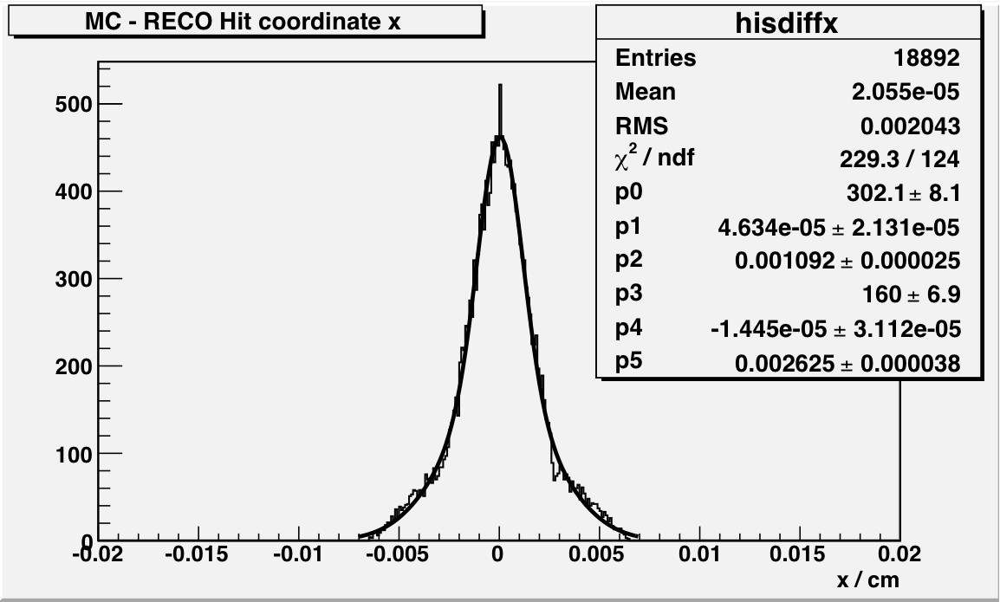 MC - RECO Hit coordinate x
hisdiffx
Entries 18892
Mean 2.055e-05
RMS 0.002043
χ² / ndf 229.3 / 124
p0 302.1 ± 8.1
p1 4.634e-05 ± 2.131e-05
p2 0.001092 ± 0.000025
p3 160 ± 6.9
p4 -1.445e-05 ± 3.112e-05
p5 0.002625 ± 0.000038
500
400
300
200
100
0
-0.02 -0.015 -0.01 -0.005 0 0.005 0.01 0.015 0.02
x / cm